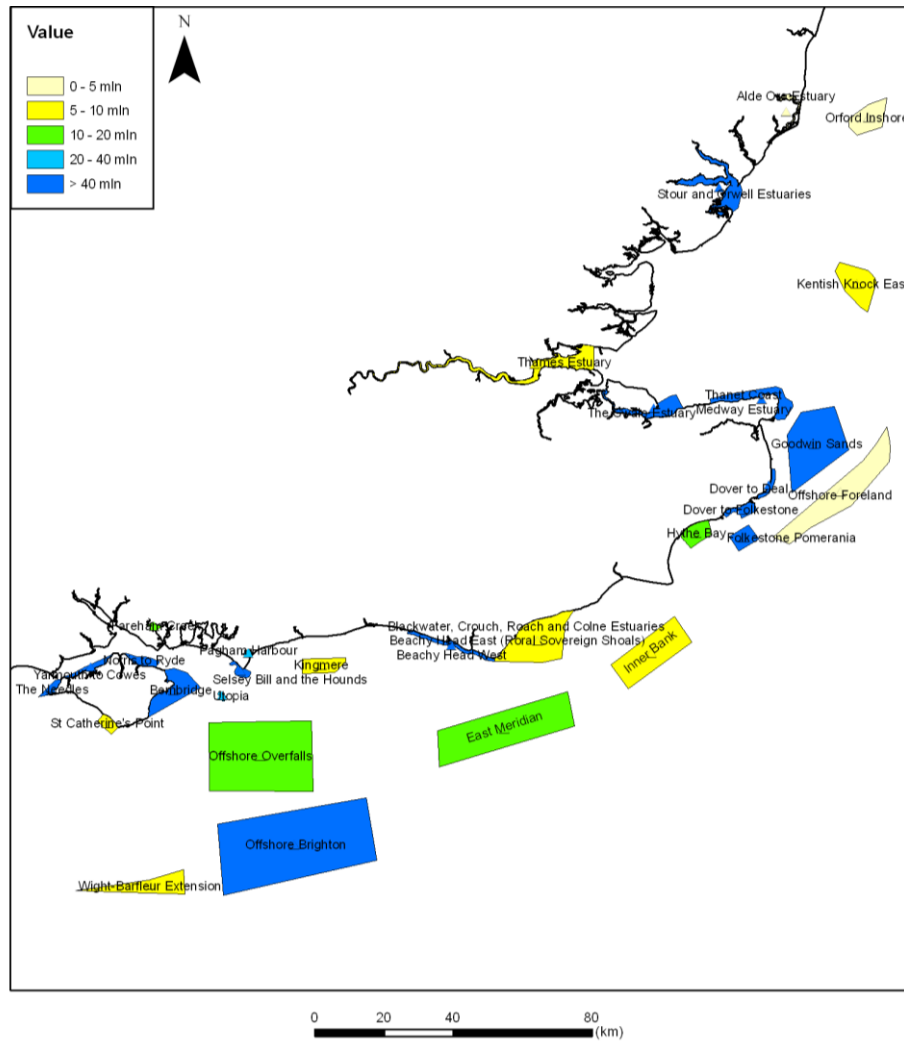 Value
N
0 - 5 mln
5 - 10 mln
10 - 20 mln
20 - 40 mln
> 40 mln
Alde Ore Estuary
Orford Inshore
Stour and Orwell Estuaries
Kentish Knock Eas
Thames Estuary
Thanet Coast
The Swale Estuary
Medway Estuary
Goodwin Sands
Dover to Deal
Offshore Foreland
Dover to Folkestone
Hythe Bay
Folkestone Pomerania
Fareham Creek
Blackwater, Crouch, Roach and Colne Estuaries
Beachy Head East (Roral Sovereign Shoals)
Pagham Harbour
Beachy Head West
Norris to Ryde
Kingmere
Inner Bank
Yarmouth to Cowes
Selsey Bill and the Hounds
The Needles
Bembridge
Utopia
St Catherine's Point
East Meridian
Offshore Overfalls
Offshore Brighton
Wight-Barfleur Extension
0 20 40 80
(km)